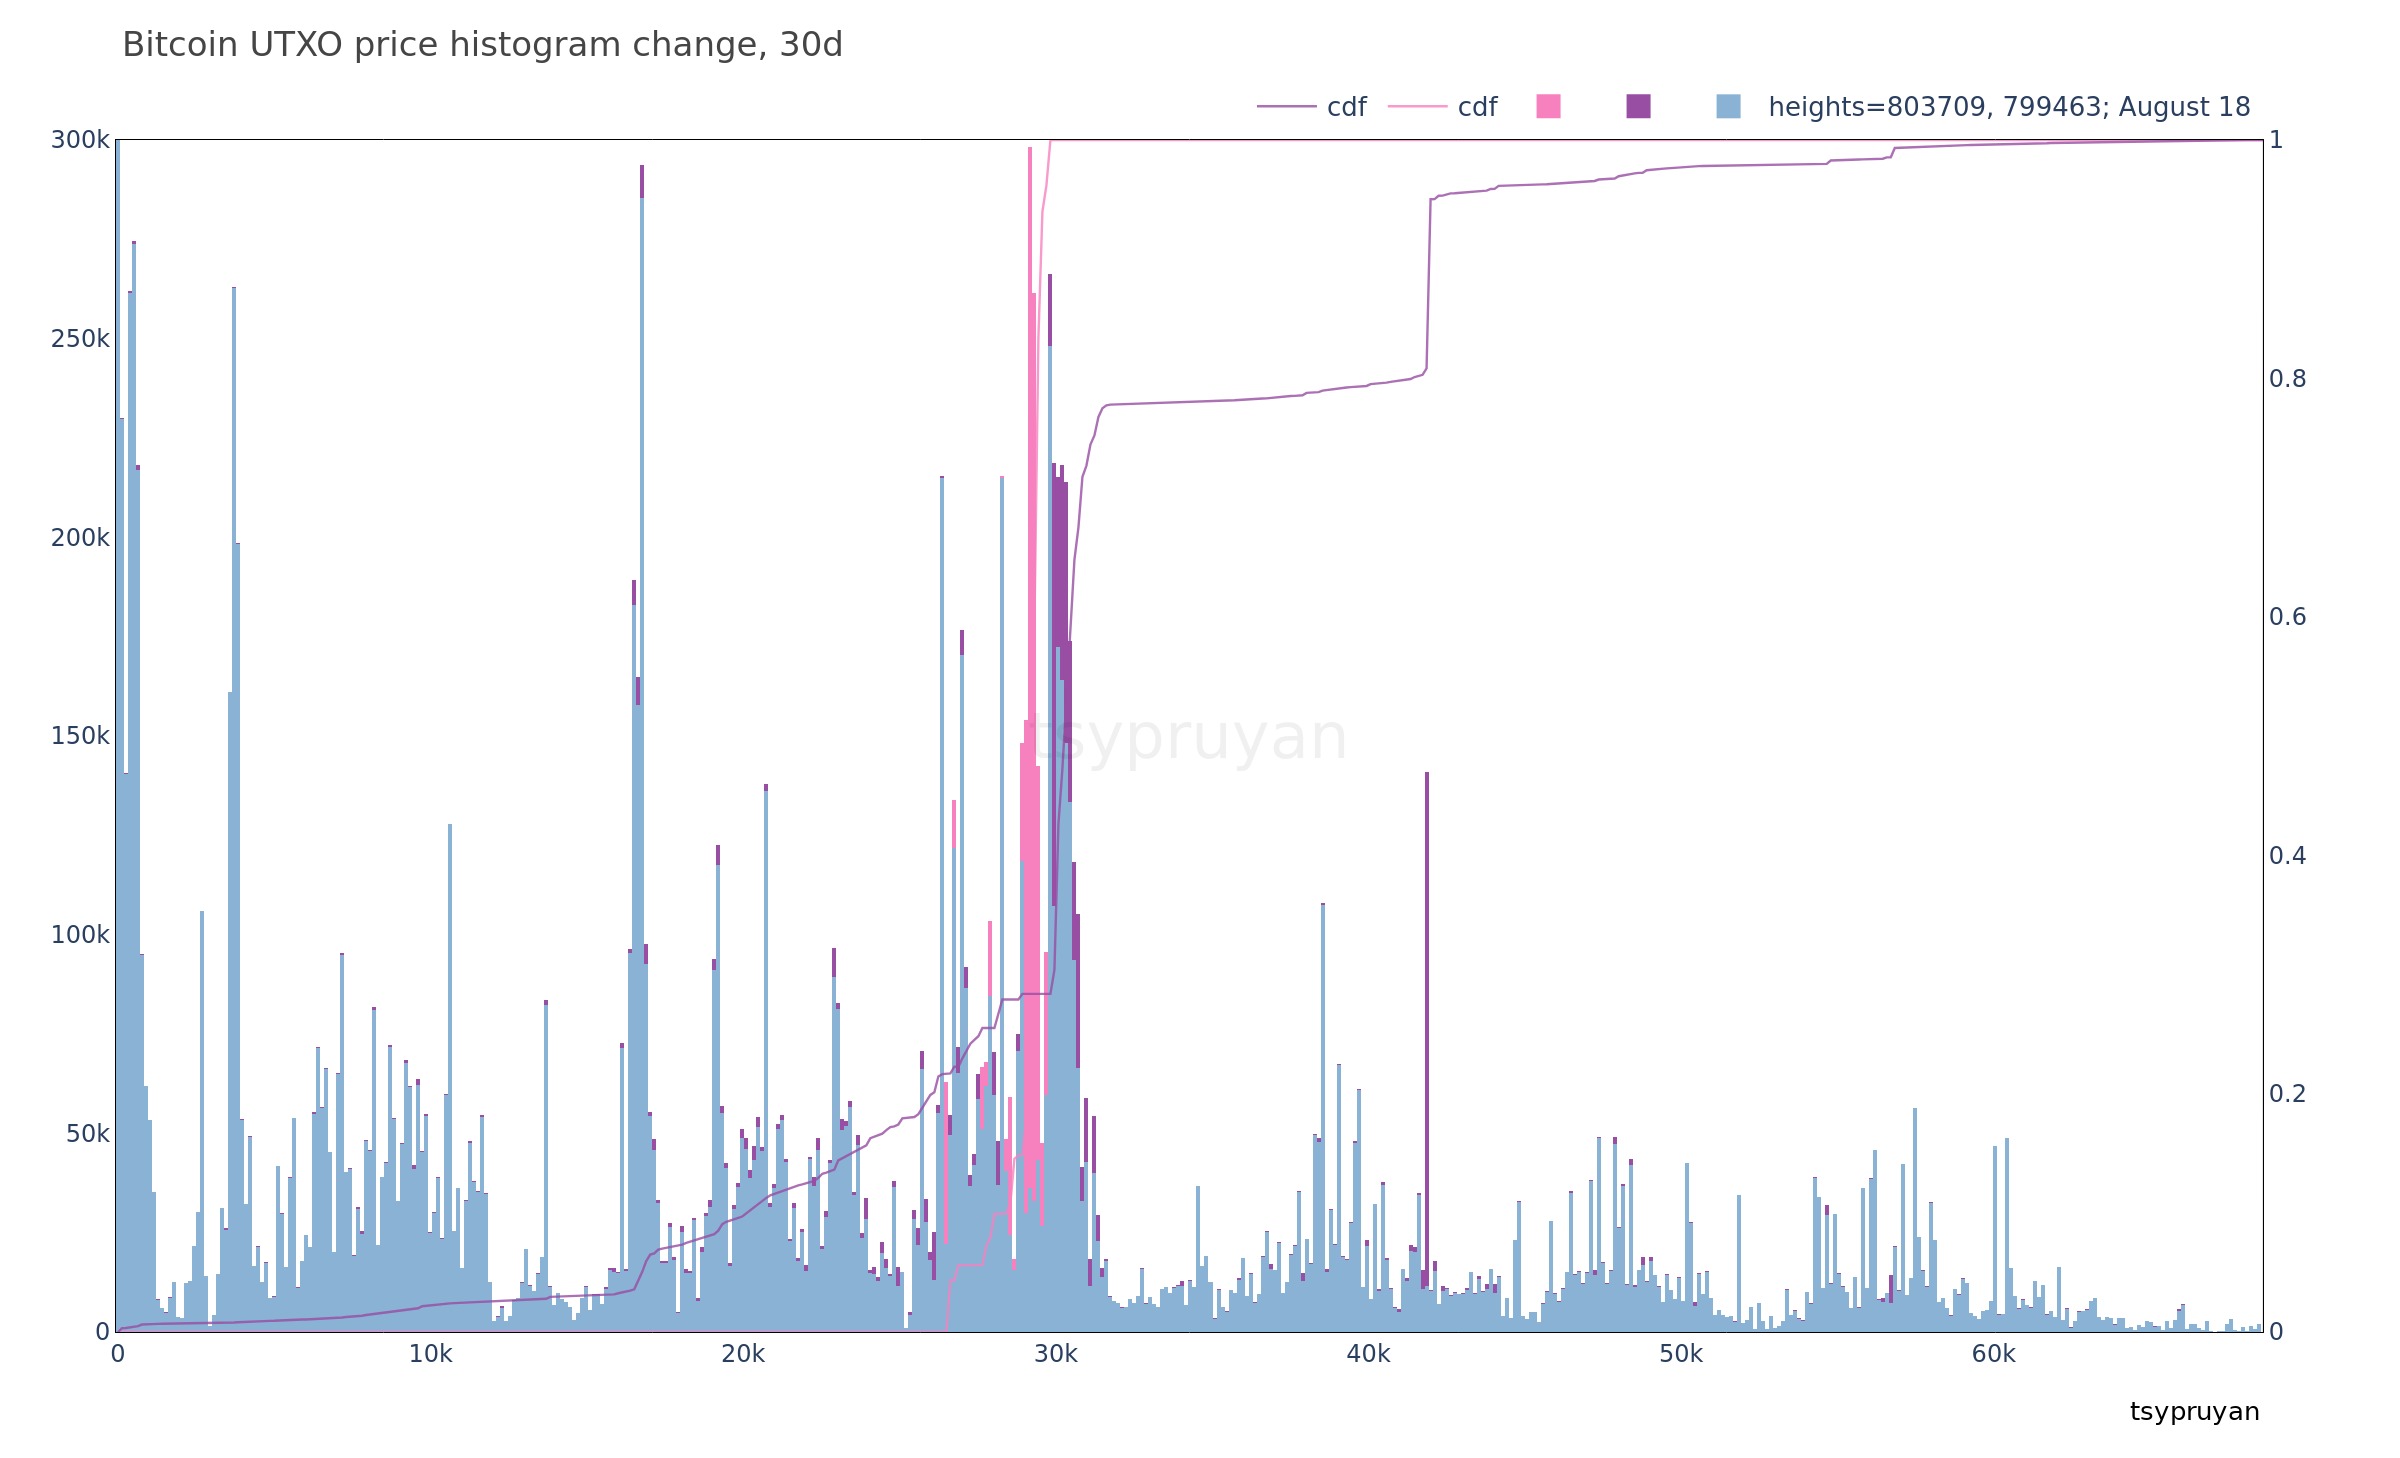 Bitcoin UTXO price histogram change, 30d
cdf cdf heights=803709, 799463; August 18
300k 1
250k
0.8
200k
0.6
150k
tsypruyan
0.4
100k
0.2
50k
0 0
0 10k 20k 30k 40k 50k 60k
tsypruyan